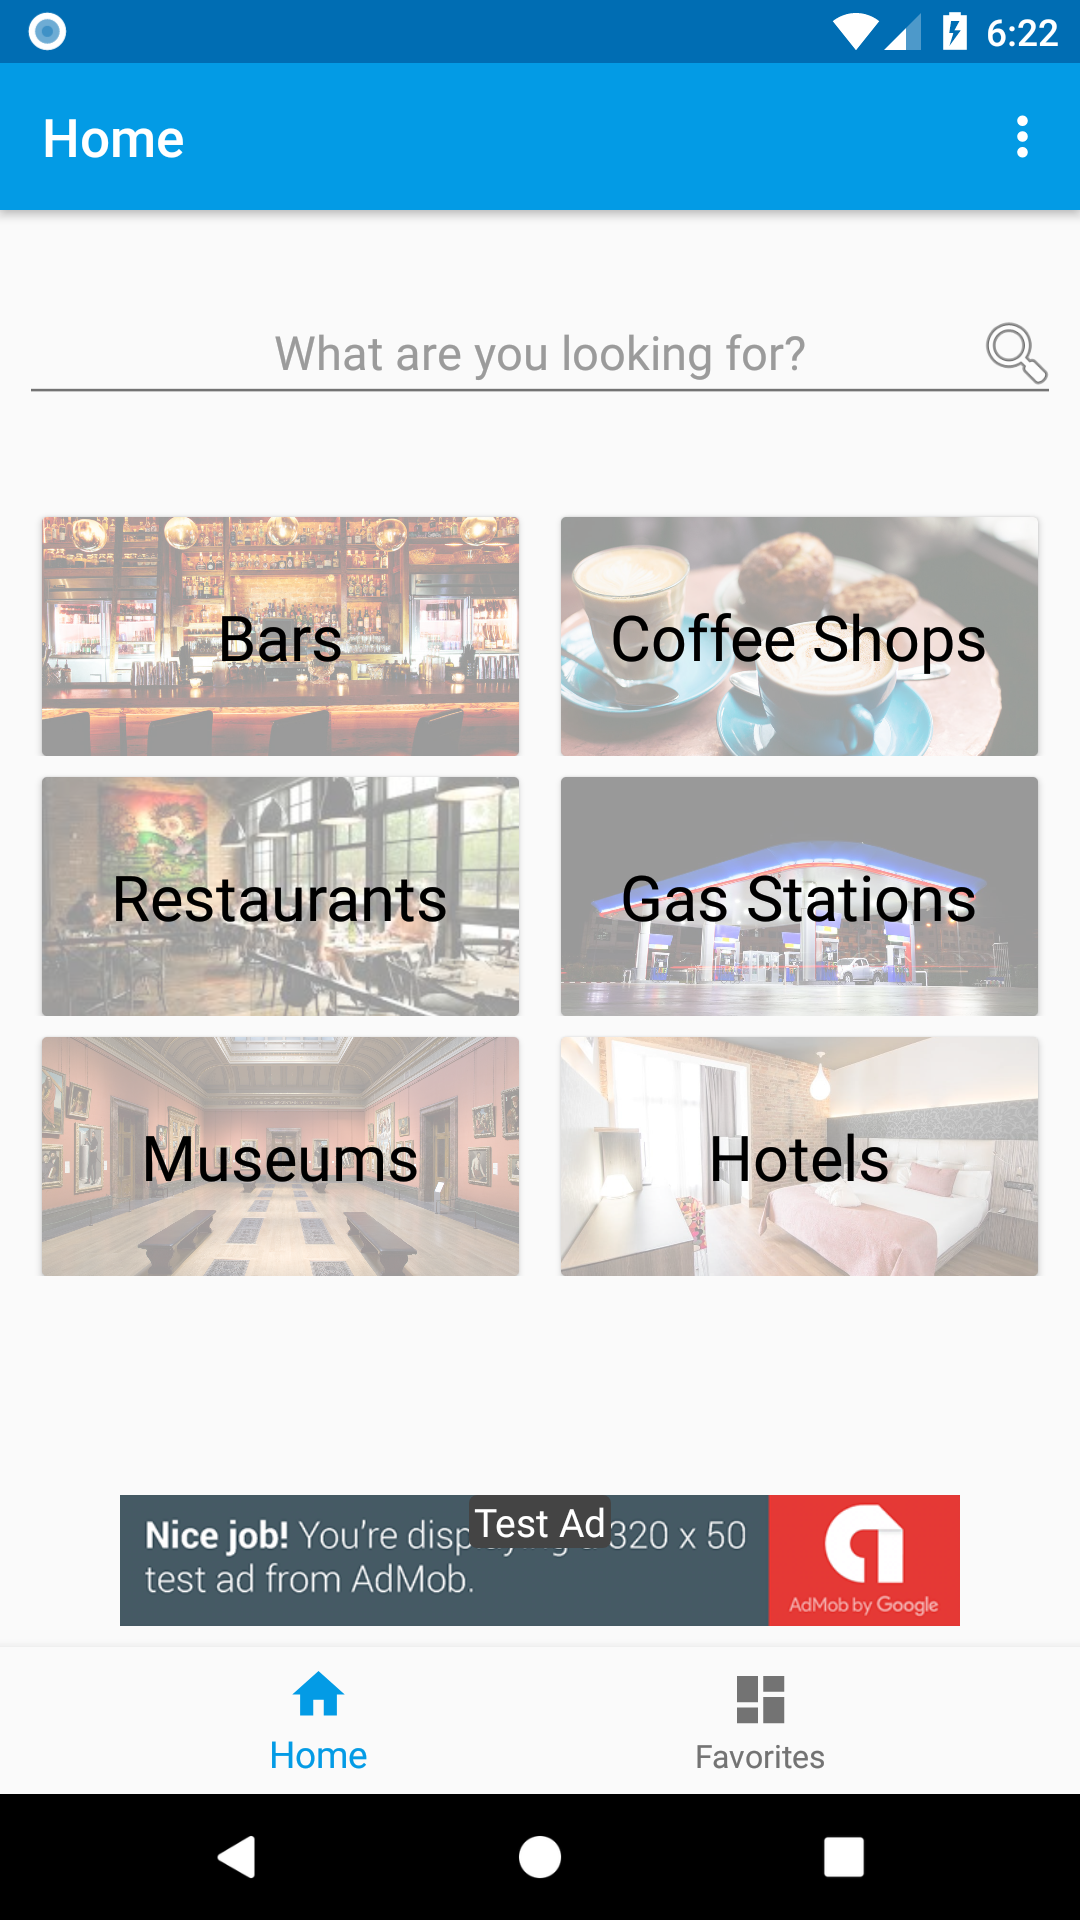 6:22
Home
What are you looking for?
Bars
Coffee Shops
Restaurants
Gas Stations
Museums
Hotels
Test Ad
Nice job! You're disp 320 x 50
test ad from AdMob.
AdMob by Google
Home
Favorites